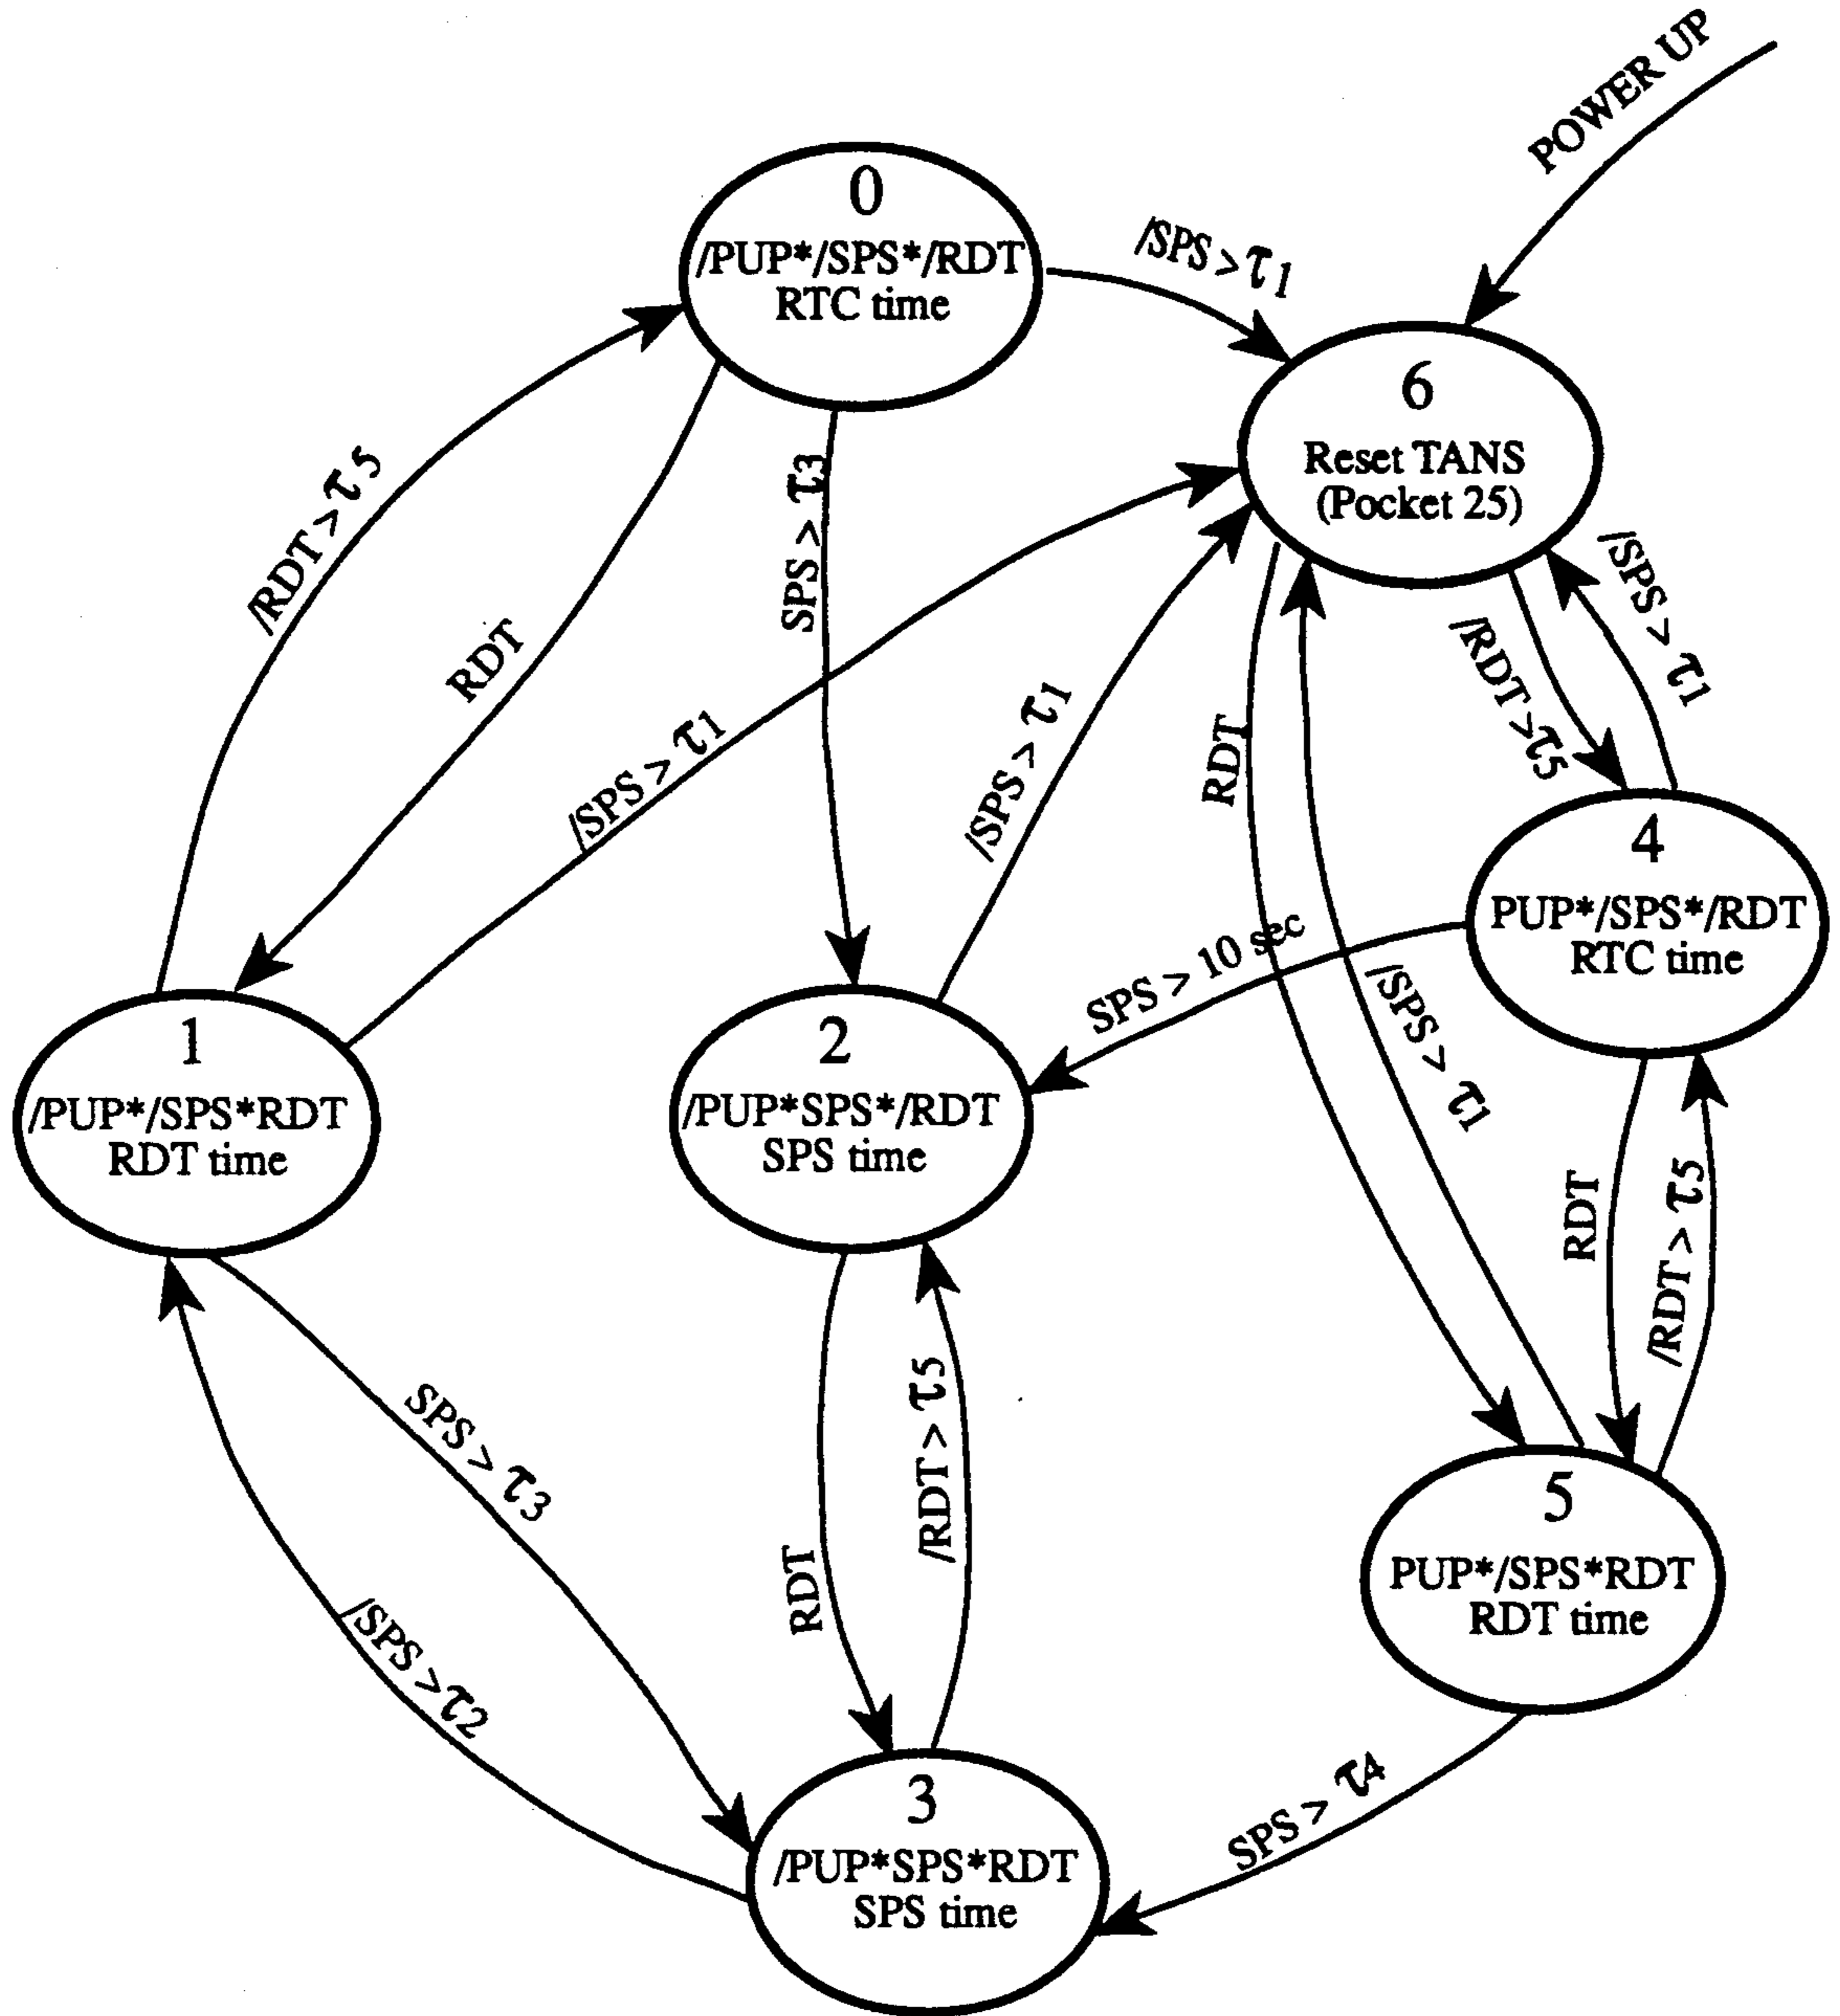 POWER UP
0
/PUP*/SPS*/RDT
RTC time
/SPS > τ1
6
Reset TANS
(Pocket 25)
/RDT > τ5
RDT
SPS > τ3
/SPS > τ1
/SPS > τ1
RDT
/RDT > τ5
/SPS > τ1
4
PUP*/SPS*/RDT
RTC time
SPS > 10 sec
/SPS > τ1
1
/PUP*/SPS*RDT
RDT time
2
/PUP*SPS*/RDT
SPS time
RDT
/RDT > τ5
SPS > τ3
RDT
/RDT > τ5
5
PUP*/SPS*RDT
RDT time
/SPS > τ2
3
/PUP*SPS*RDT
SPS time
SPS > τ4